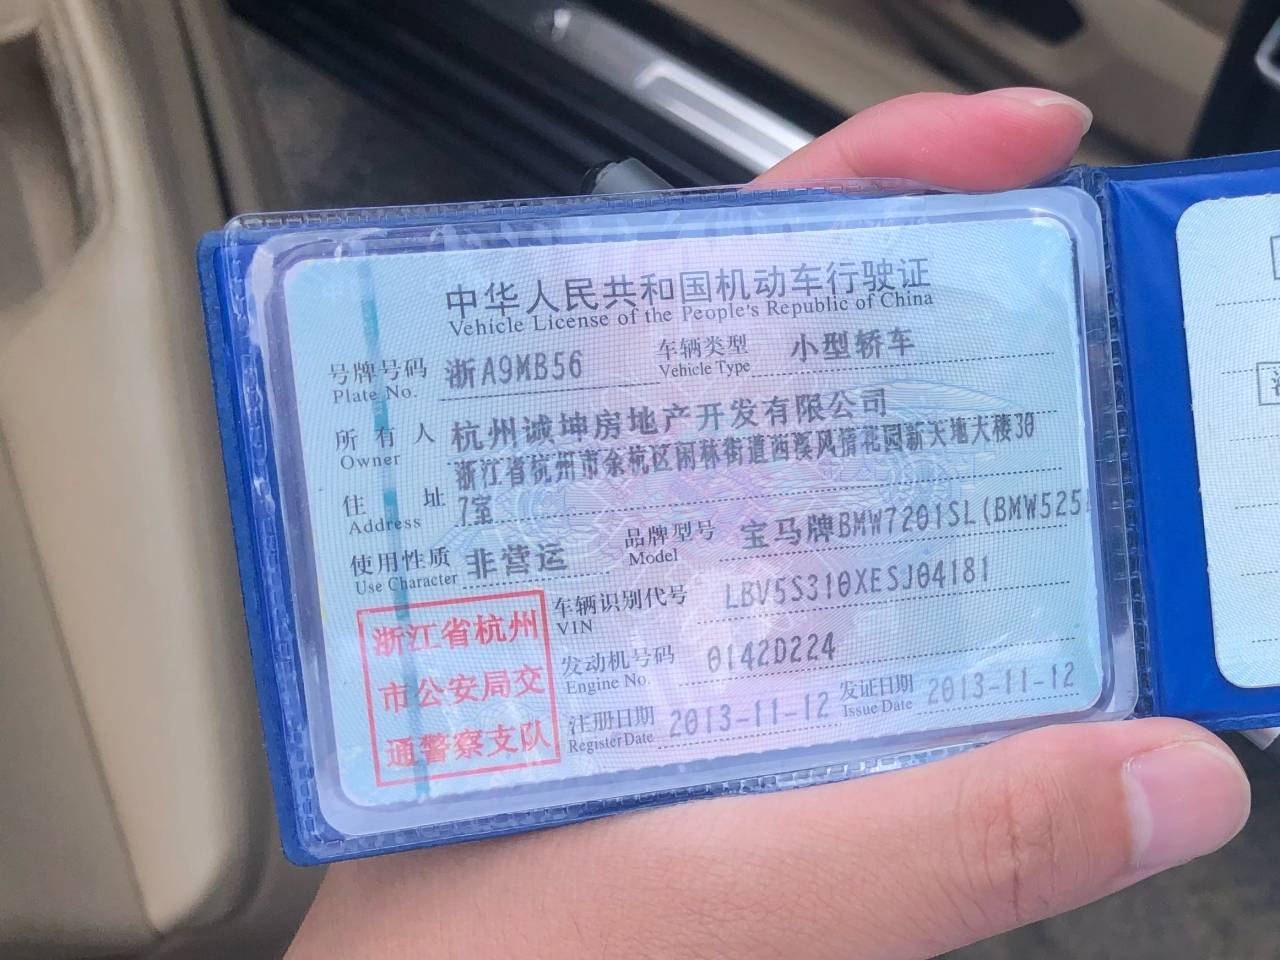 中华人民共和国机动车行驶证
Vehicle License of the People's Republic of China
号牌号码 浙A9MB56 车辆类型 小型轿车
Plate No. Vehicle Type
所有人 杭州诚坤房地产开发有限公司
Owner
浙江省杭州市余杭区闲林街道西溪风情花园新天地大楼30
住址 7室
Address
使用性质 非营运 品牌型号 宝马牌BMW7201SL(BMW525
Use Character Model
浙江省杭州
市公安局交
通警察支队
车辆识别代号 LBV5S310XESJ04181
VIN
发动机号码 0142D224
Engine No.
注册日期 2013-11-12 发证日期 2013-11-12
Register Date Issue Date